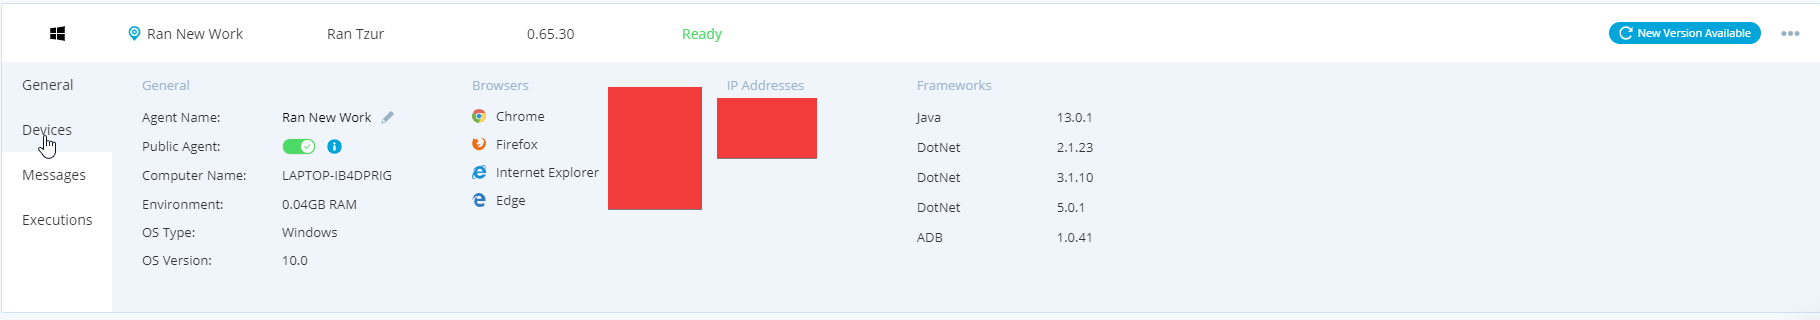 Ran New Work Ran Tzur 0.65.30 Ready New Version Available
General
Devices
Messages
Executions
General
Agent Name: Ran New Work
Public Agent:
Computer Name: LAPTOP-IB4DPRIG
Environment: 0.04GB RAM
OS Type: Windows
OS Version: 10.0
Browsers
Chrome
Firefox
Internet Explorer
Edge
IP Addresses
Frameworks
Java 13.0.1
DotNet 2.1.23
DotNet 3.1.10
DotNet 5.0.1
ADB 1.0.41